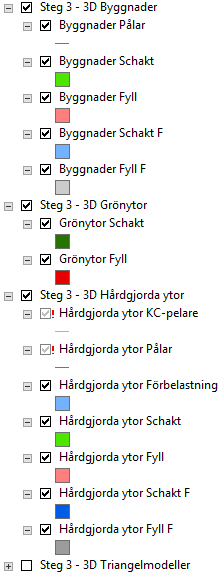 Steg 3 - 3D Byggnader
Byggnader Pålar
Byggnader Schakt
Byggnader Fyll
Byggnader Schakt F
Byggnader Fyll F
Steg 3 - 3D Grönytor
Grönytor Schakt
Grönytor Fyll
Steg 3 - 3D Hårdgjorda ytor
Hårdgjorda ytor KC-pelare
Hårdgjorda ytor Pålar
Hårdgjorda ytor Förbelastning
Hårdgjorda ytor Schakt
Hårdgjorda ytor Fyll
Hårdgjorda ytor Schakt F
Hårdgjorda ytor Fyll F
Steg 3 - 3D Triangelmodeller